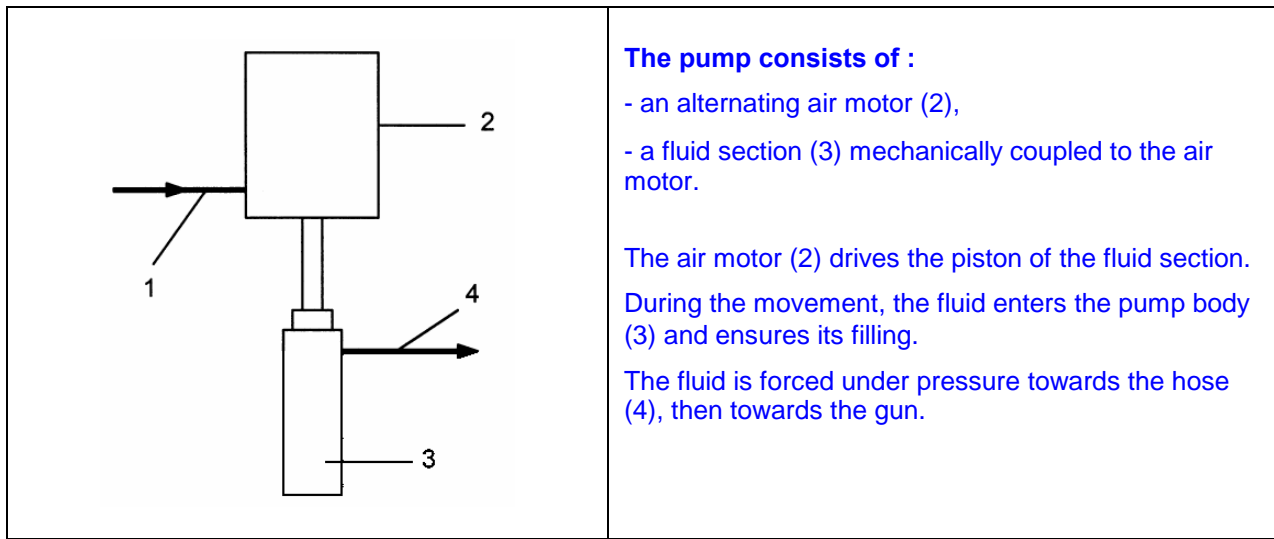 2
1
4
3
The pump consists of :
- an alternating air motor (2),
- a fluid section (3) mechanically coupled to the air
motor.
The air motor (2) drives the piston of the fluid section.
During the movement, the fluid enters the pump body
(3) and ensures its filling.
The fluid is forced under pressure towards the hose
(4), then towards the gun.